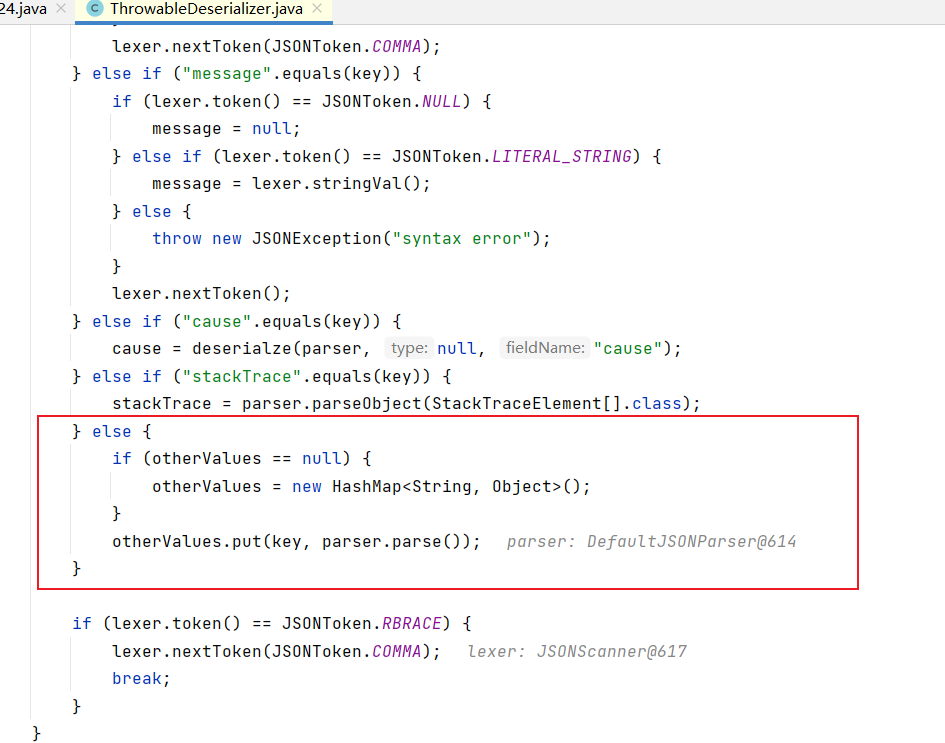 24.java × C ThrowableDeserializer.java ×
}
lexer.nextToken(JSONToken.COMMA);
} else if ("message".equals(key)) {
if (lexer.token() == JSONToken.NULL) {
message = null;
} else if (lexer.token() == JSONToken.LITERAL_STRING) {
message = lexer.stringVal();
} else {
throw new JSONException("syntax error");
}
lexer.nextToken();
} else if ("cause".equals(key)) {
cause = deserialze(parser, type: null, fieldName: "cause");
} else if ("stackTrace".equals(key)) {
stackTrace = parser.parseObject(StackTraceElement[].class);
} else {
if (otherValues == null) {
otherValues = new HashMap<String, Object>();
}
otherValues.put(key, parser.parse()); parser: DefaultJSONParser@614
}
if (lexer.token() == JSONToken.RBRACE) {
lexer.nextToken(JSONToken.COMMA); lexer: JSONScanner@617
break;
}
}